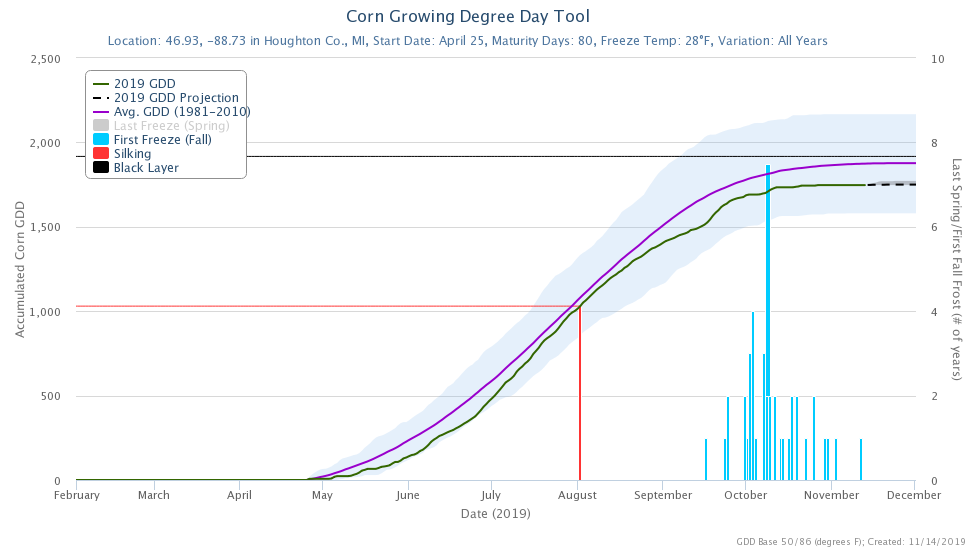 Corn Growing Degree Day Tool
Location: 46.93, -88.73 in Houghton Co., MI, Start Date: April 25, Maturity Days: 80, Freeze Temp: 28°F, Variation: All Years
2,500
2,000
1,500
1,000
500
0
Accumulated Corn GDD
2019 GDD
2019 GDD Projection
Avg. GDD (1981-2010)
Last Freeze (Spring)
First Freeze (Fall)
Silking
Black Layer
10
8
6
4
2
0
Last Spring/First Fall Frost (# of years)
February March April May June July August September October November December
Date (2019)
GDD Base 50/86 (degrees F); Created: 11/14/2019